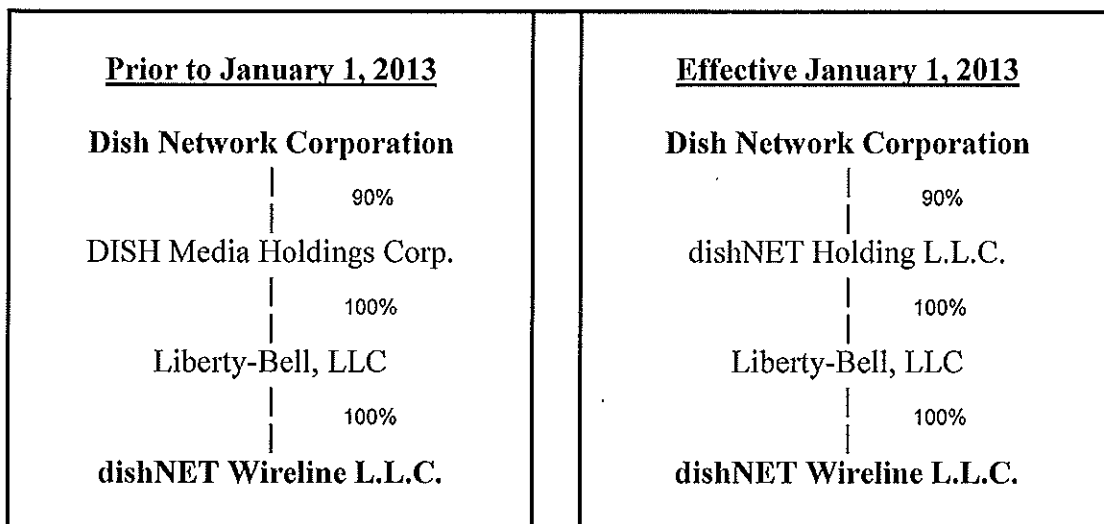 Prior to January 1, 2013
Dish Network Corporation
90%
DISH Media Holdings Corp.
100%
Liberty-Bell, LLC
100%
dishNET Wireline L.L.C.
Effective January 1, 2013
Dish Network Corporation
90%
dishNET Holding L.L.C.
100%
Liberty-Bell, LLC
100%
dishNET Wireline L.L.C.